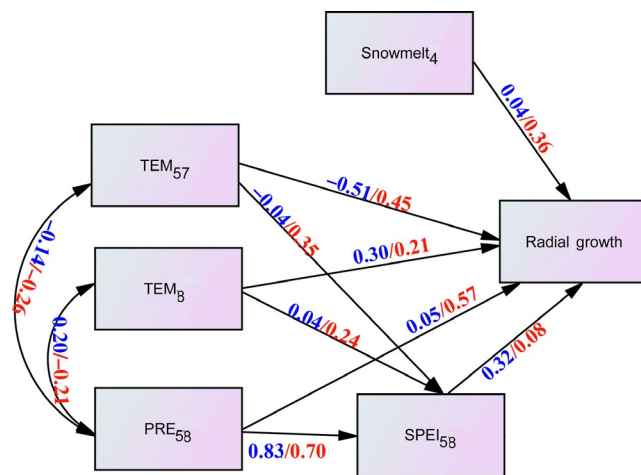 Snowmelt4
0.04/0.36
TEM57
−0.51/0.45
−0.04/0.35
Radial growth
−0.14/−0.26
TEM8
0.30/0.21
0.20/−0.21
0.04/0.24
0.05/0.57
0.32/0.08
PRE58
0.83/0.70
SPEI58